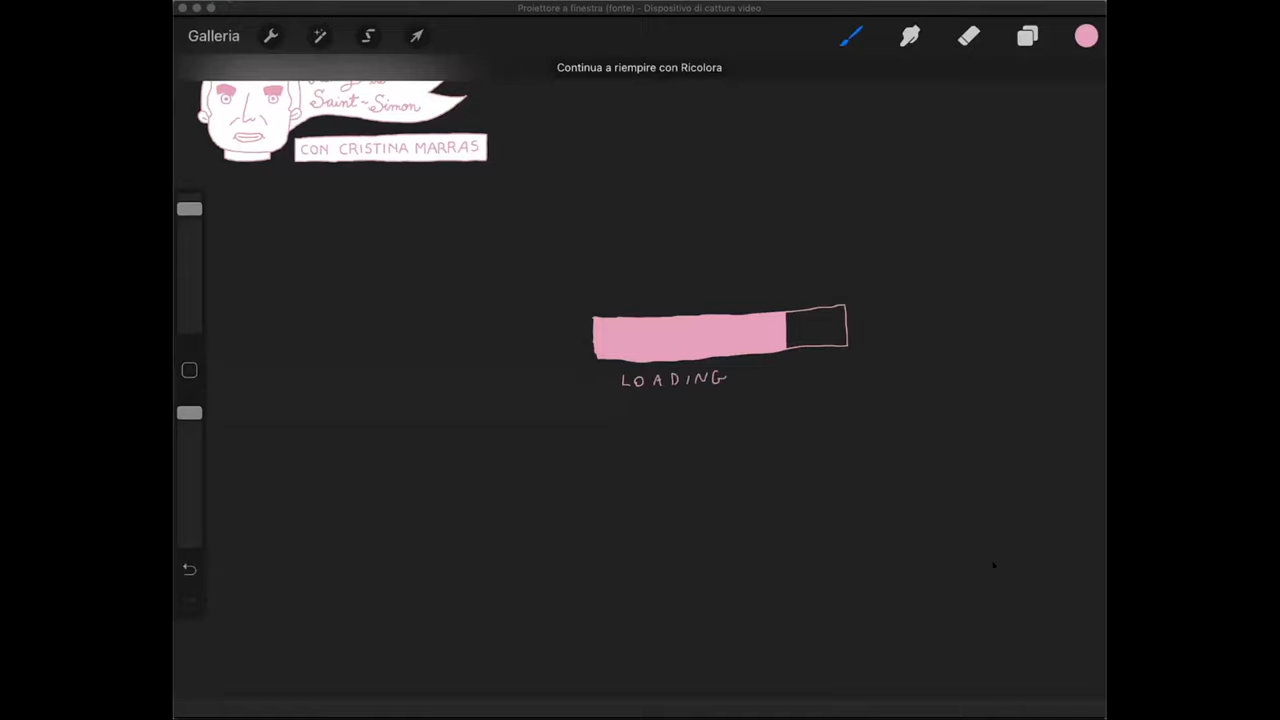 Proiettore a finestra (fonte) - Dispositivo di cattura video
Galleria
Continua a riempire con Ricolora
Saint-Simon
CON CRISTINA MARRAS
LOADING